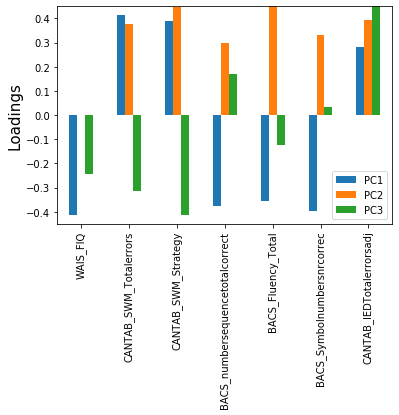 0.4
0.3
0.2
0.1
0.0
−0.1
−0.2
−0.3
−0.4
Loadings
PC1
PC2
PC3
WAIS_FIQ
CANTAB_SWM_Totalerrors
CANTAB_SWM_Strategy
BACS_numbersequencetotalcorrect
BACS_Fluency_Total
BACS_Symbolnumbersnrcorrec
CANTAB_IEDTotalerrorsadj